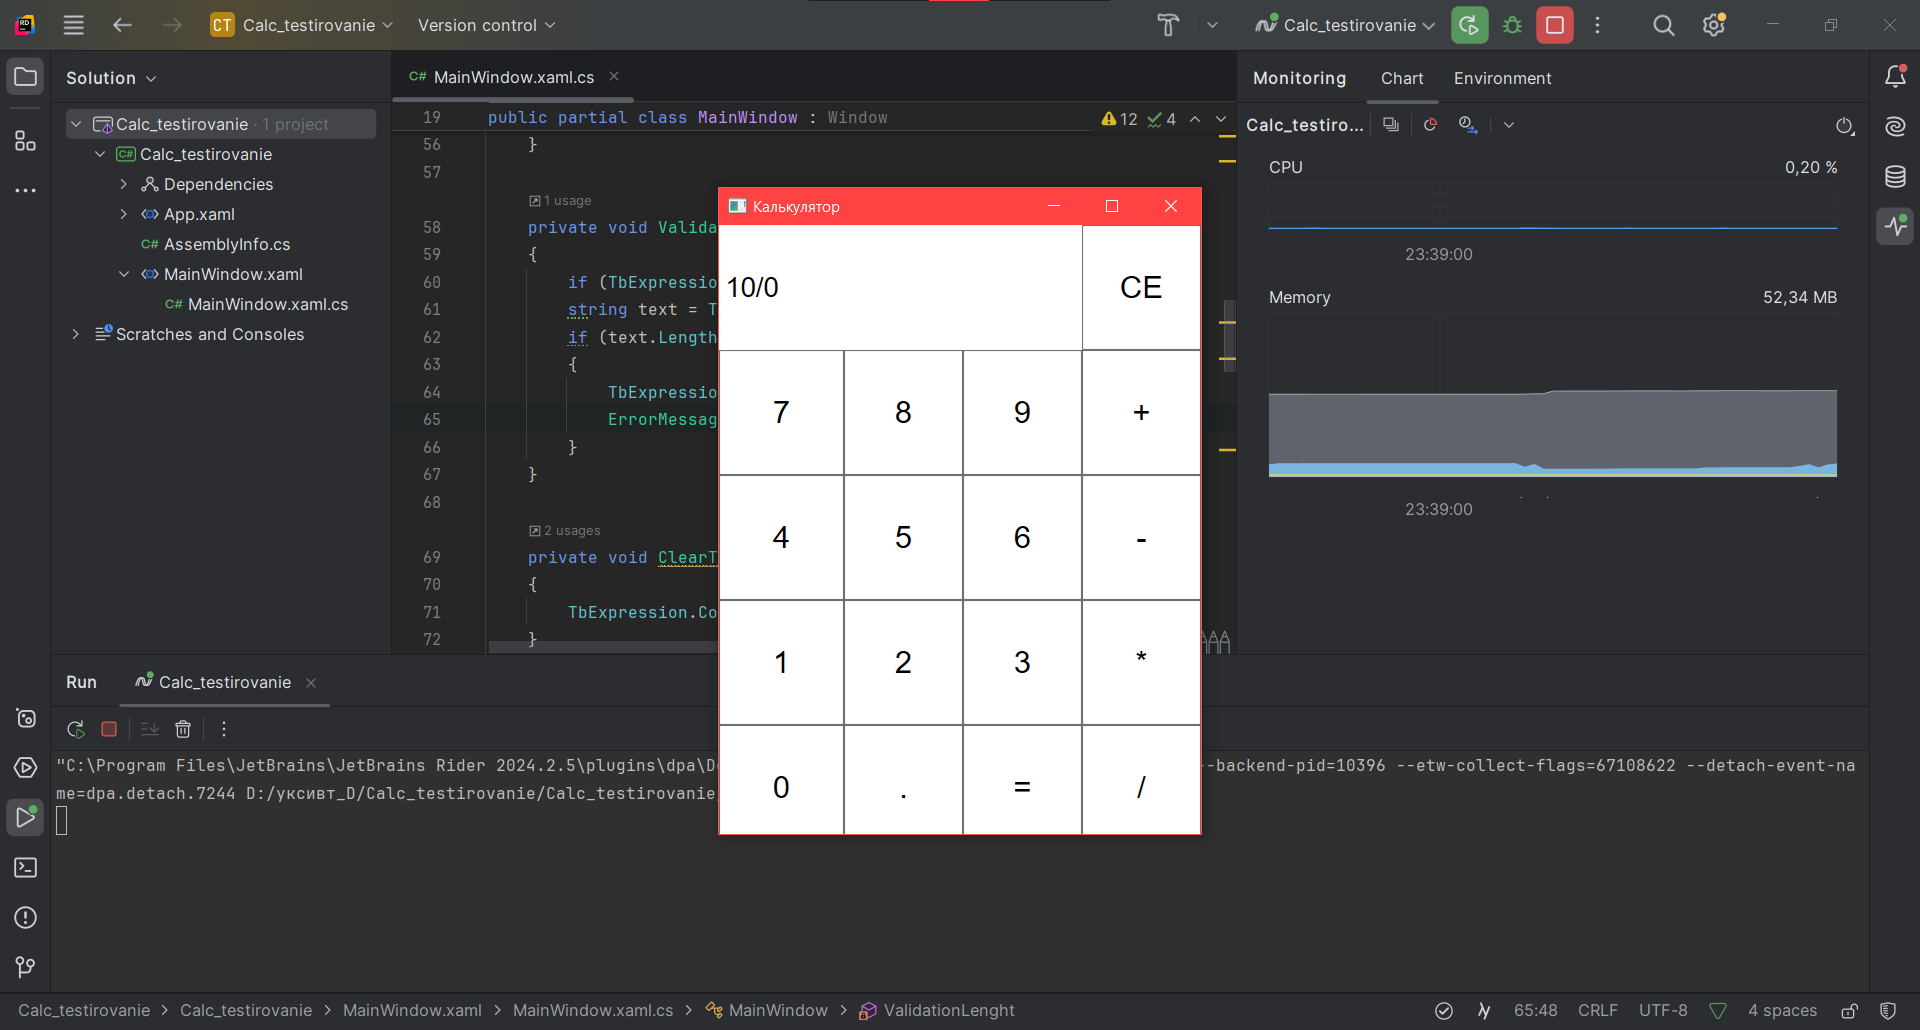 CT Calc_testirovanie Version control Calc_testirovanie
Solution
Calc_testirovanie · 1 project
C# Calc_testirovanie
Dependencies
App.xaml
C# AssemblyInfo.cs
MainWindow.xaml
C# MainWindow.xaml.cs
Scratches and Consoles
C# MainWindow.xaml.cs
19 public partial class MainWindow : Window
12 4
56 }
57
1 usage
58 private void Valida
59 {
60 if (TbExpressio
61 string text = T
62 if (text.Length
63 {
64 TbExpressio
65 ErrorMessag
66 }
67 }
68
2 usages
69 private void ClearT
70 {
71 TbExpression.Co
72 }
Калькулятор
10/0 CE
7 8 9 +
4 5 6 -
1 2 3 *
0 . = /
Monitoring Chart Environment
Calc_testiro...
CPU 0,20 %
23:39:00
Memory 52,34 MB
23:39:00
Run Calc_testirovanie
"C:\Program Files\JetBrains\JetBrains Rider 2024.2.5\plugins\dpa\D --backend-pid=10396 --etw-collect-flags=67108622 --detach-event-na
me=dpa.detach.7244 D:/уксивт_D/Calc_testirovanie/Calc_testirovanie
Calc_testirovanie > Calc_testirovanie > MainWindow.xaml > MainWindow.xaml.cs > MainWindow > ValidationLenght
65:48 CRLF UTF-8 4 spaces